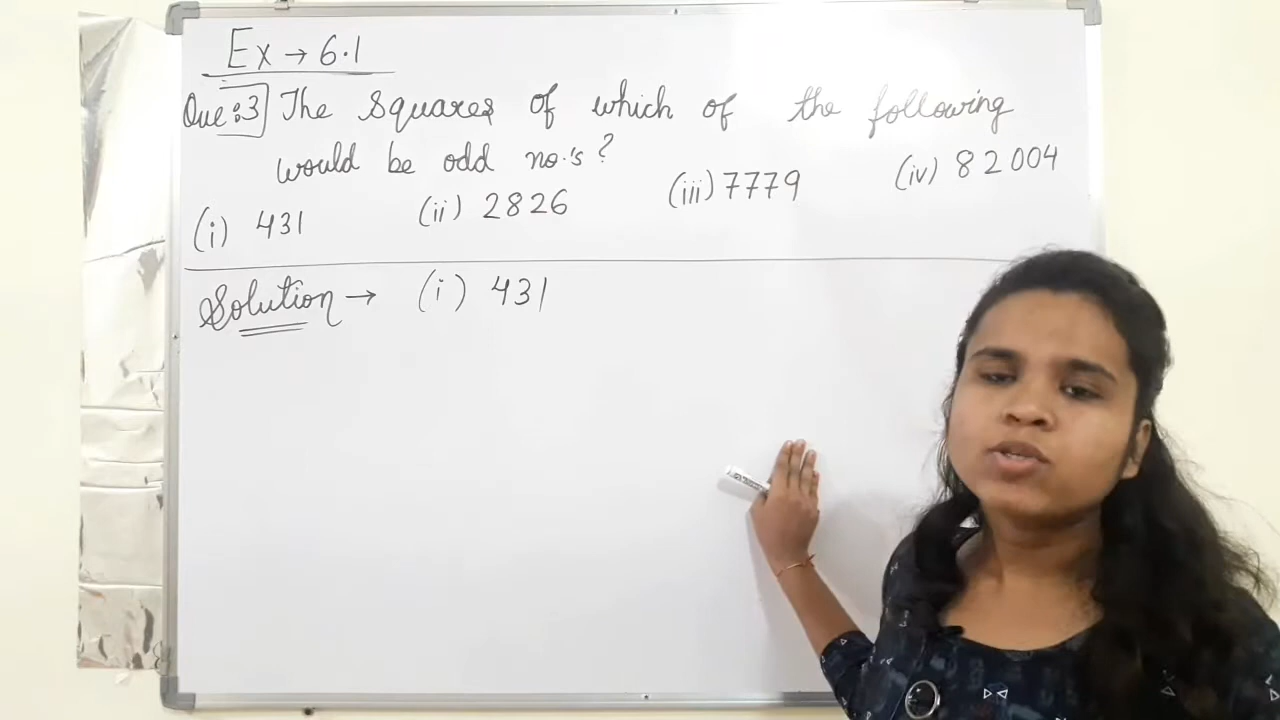 Ex → 6.1
Que:3 The squares of which of the following
would be odd no.'s?
(i) 431 (ii) 2826 (iii) 7779 (iv) 82004
Solution → (i) 431